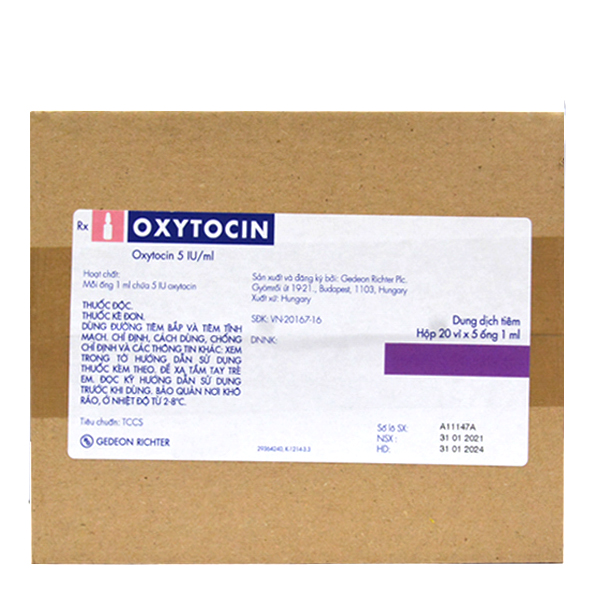 Rx OXYTOCIN
Oxytocin 5 IU/ml
Hoạt chất:
Mỗi ống 1 ml chứa 5 IU oxytocin
THUỐC ĐỘC.
THUỐC KÊ ĐƠN.
DÙNG ĐƯỜNG TIÊM BẮP VÀ TIÊM TĨNH
MẠCH. CHỈ ĐỊNH, CÁCH DÙNG, CHỐNG
CHỈ ĐỊNH VÀ CÁC THÔNG TIN KHÁC: XEM
TRONG TỜ HƯỚNG DẪN SỬ DỤNG
THUỐC KÈM THEO. ĐỂ XA TẦM TAY TRẺ
EM. ĐỌC KỸ HƯỚNG DẪN SỬ DỤNG
TRƯỚC KHI DÙNG. BẢO QUẢN NƠI KHÔ
RÁO, Ở NHIỆT ĐỘ TỪ 2-8°C.
Tiêu chuẩn: TCCS
GEDEON RICHTER
Sản xuất và đăng ký bởi: Gedeon Richter Plc.
Gyömrői út 19-21., Budapest, 1103, Hungary
Xuất xứ: Hungary
SĐK: VN-20167-16
DNNK:
Dung dịch tiêm
Hộp 20 vỉ x 5 ống 1 ml
Số lô SX: A11147A
NSX : 31 01 2021
HD: 31 01 2024